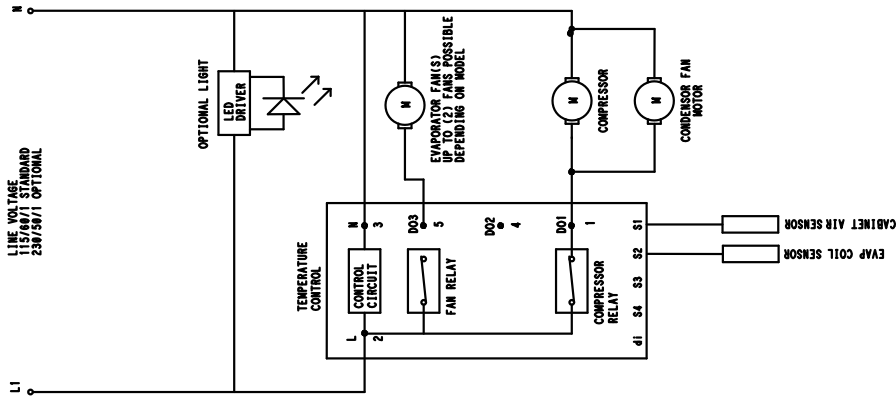 LINE VOLTAGE
115/60/1 STANDARD
230/50/1 OPTIONAL
L1
N
OPTIONAL LIGHT
LED
DRIVER
TEMPERATURE
CONTROL
L
2
CONTROL
CIRCUIT
N
3
EVAPORATOR FAN(S)
UP TO (2) FANS POSSIBLE
DEPENDING ON MODEL
M
FAN RELAY
DO3
5
DO2
4
COMPRESSOR
RELAY
DO1
1
M
COMPRESSOR
M
CONDENSOR FAN
MOTOR
di
S4
S3
S2
S1
EVAP COIL SENSOR
CABINET AIR SENSOR